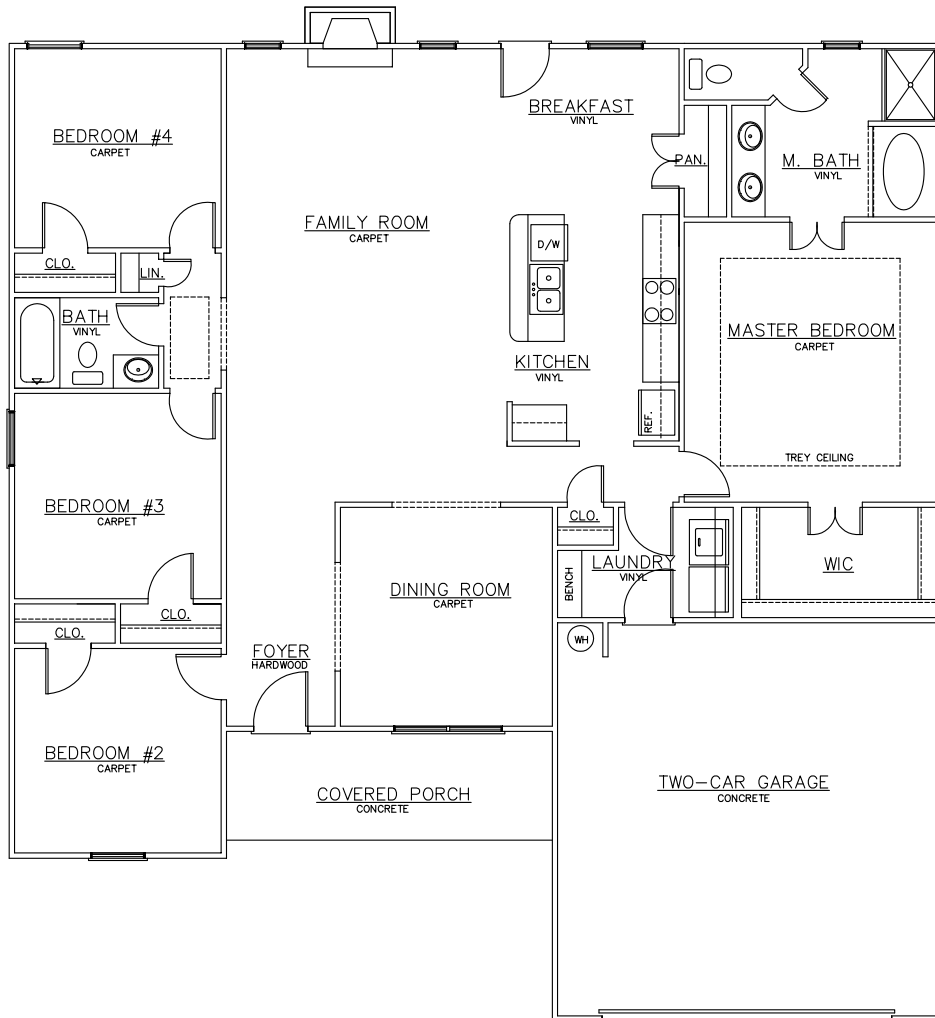 BREAKFAST
VINYL
BEDROOM #4
CARPET
PAN.
M. BATH
VINYL
FAMILY ROOM
CARPET
D/W
CLO.
LIN.
BATH
VINYL
MASTER BEDROOM
CARPET
KITCHEN
VINYL
REF.
TREY CEILING
BEDROOM #3
CARPET
CLO.
LAUNDRY
VINYL
WIC
BENCH
DINING ROOM
CARPET
CLO.
CLO.
WH
FOYER
HARDWOOD
BEDROOM #2
CARPET
COVERED PORCH
CONCRETE
TWO-CAR GARAGE
CONCRETE